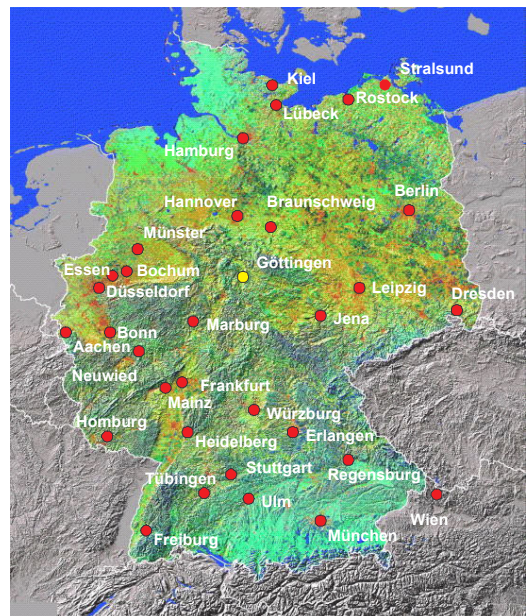 Kiel
Stralsund
Rostock
Lübeck
Hamburg
Berlin
Hannover
Braunschweig
Münster
Göttingen
Essen
Bochum
Düsseldorf
Leipzig
Dresden
Jena
Marburg
Bonn
Aachen
Neuwied
Frankfurt
Mainz
Würzburg
Homburg
Heidelberg
Erlangen
Regensburg
Stuttgart
Tübingen
Ulm
Wien
München
Freiburg